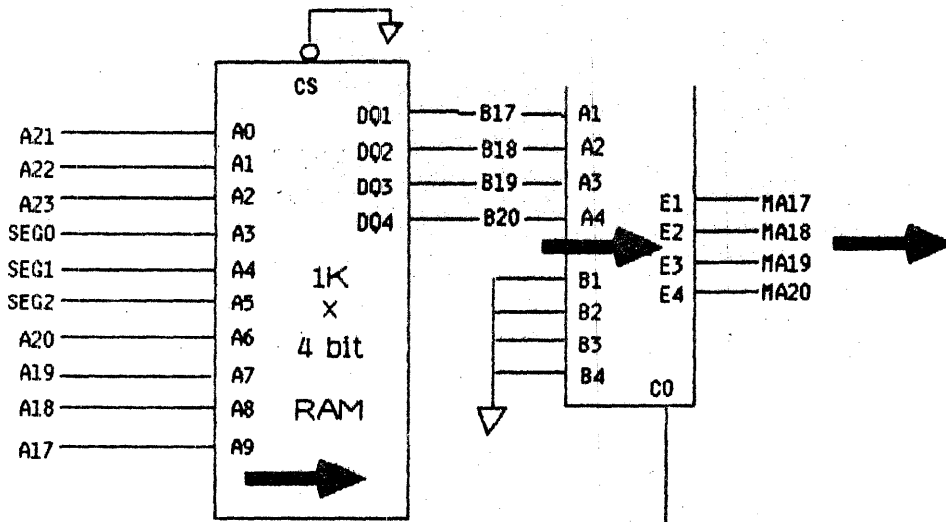 CS
A21 A0 DQ1 B17 A1
A22 A1 DQ2 B18 A2
A23 A2 DQ3 B19 A3
SEG0 A3 DQ4 B20 A4 E1 MA17
SEG1 A4 E2 MA18
SEG2 A5 1K B1 E3 MA19
A20 A6 x B2 E4 MA20
A19 A7 4 bit B3
A18 A8 RAM B4 CO
A17 A9